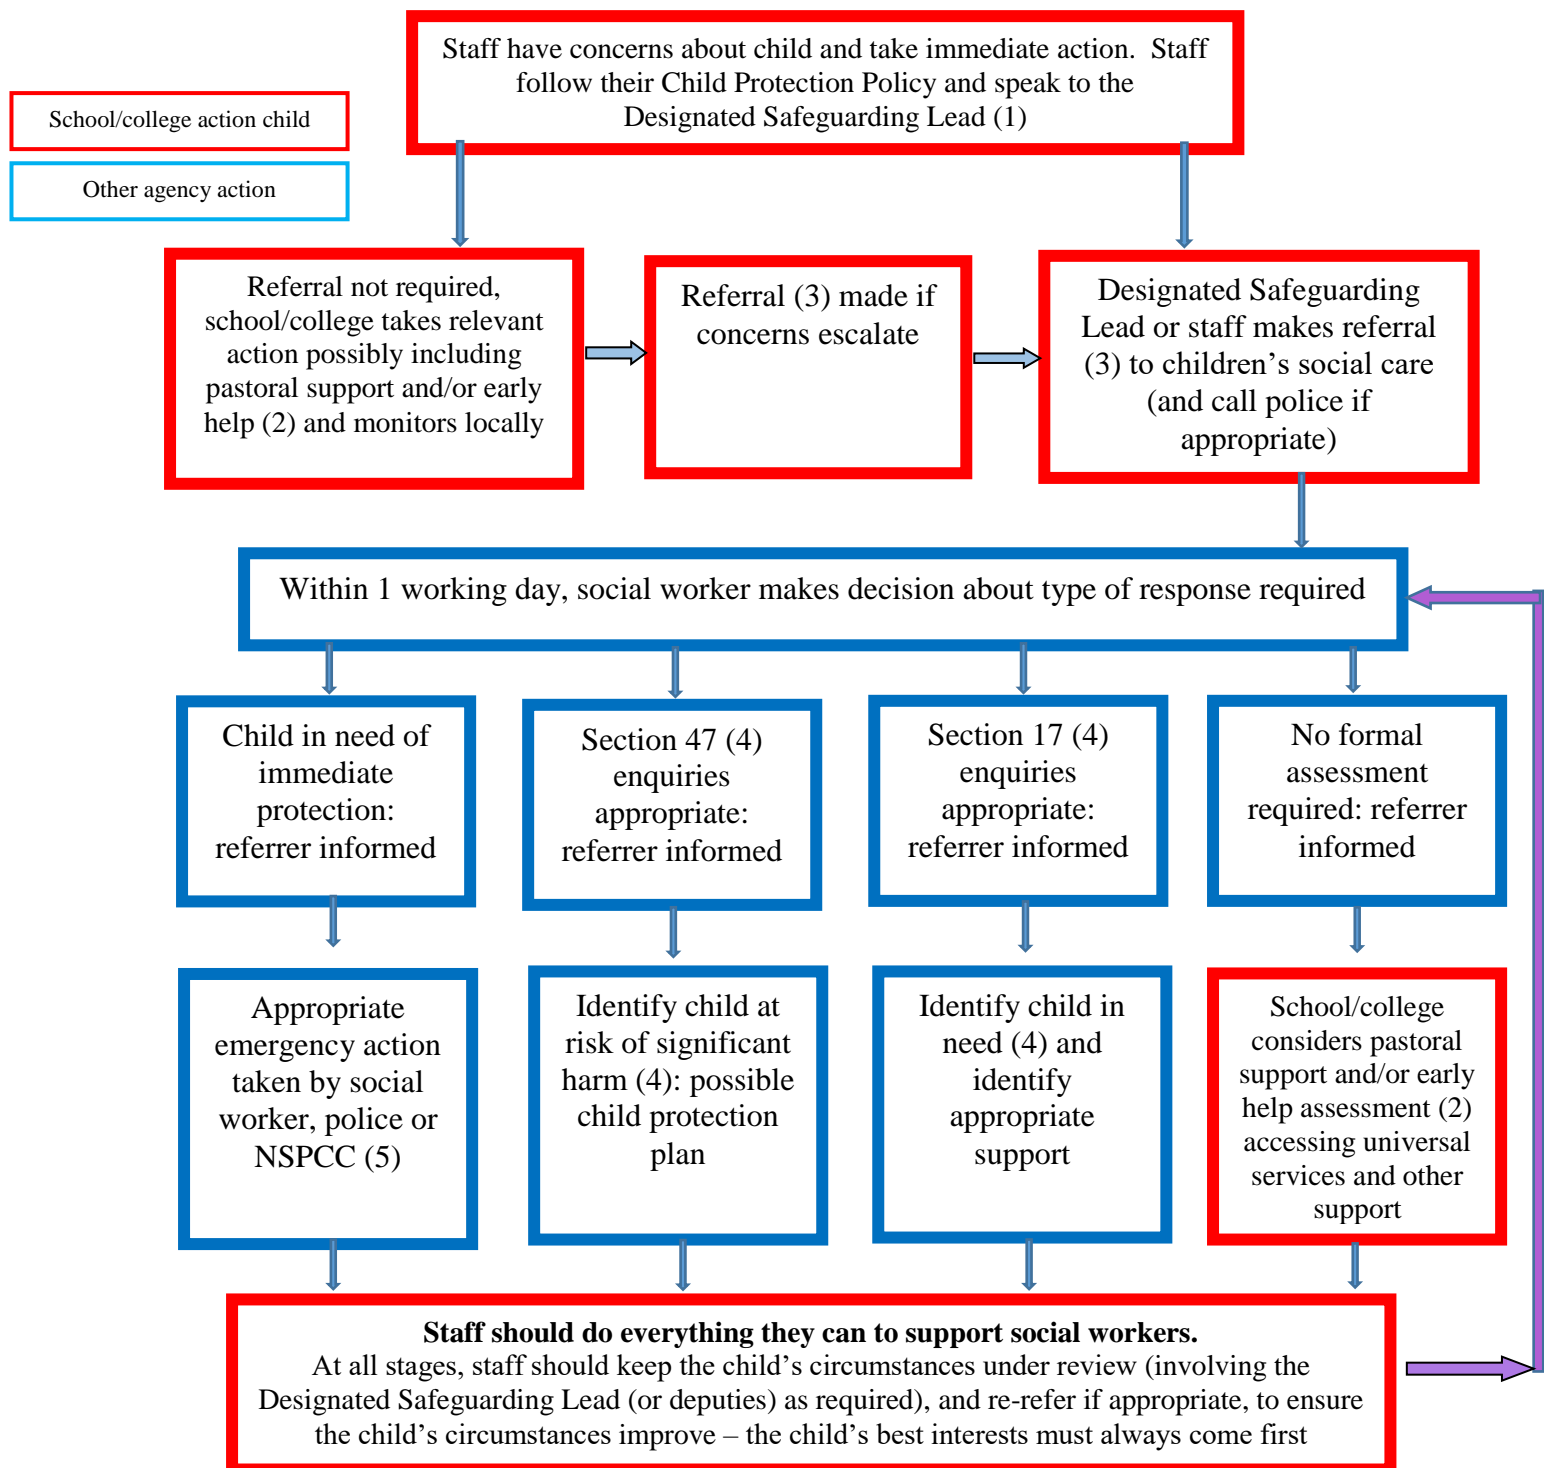 Staff have concerns about child and take immediate action.  Staff
follow their Child Protection Policy and speak to the
Designated Safeguarding Lead (1)
School/college action child
Other agency action
Referral not required,
school/college takes relevant
action possibly including
pastoral support and/or early
help (2) and monitors locally
Referral (3) made if
concerns escalate
Designated Safeguarding
Lead or staff makes referral
(3) to children’s social care
(and call police if
appropriate)
Within 1 working day, social worker makes decision about type of response required
Child in need of
immediate
protection:
referrer informed
Section 47 (4)
enquiries
appropriate:
referrer informed
Section 17 (4)
enquiries
appropriate:
referrer informed
No formal
assessment
required: referrer
informed
Appropriate
emergency action
taken by social
worker, police or
NSPCC (5)
Identify child at
risk of significant
harm (4): possible
child protection
plan
Identify child in
need (4) and
identify
appropriate
support
School/college
considers pastoral
support and/or early
help assessment (2)
accessing universal
services and other
support
Staff should do everything they can to support social workers.
At all stages, staff should keep the child’s circumstances under review (involving the
Designated Safeguarding Lead (or deputies) as required), and re-refer if appropriate, to ensure
the child’s circumstances improve – the child’s best interests must always come first